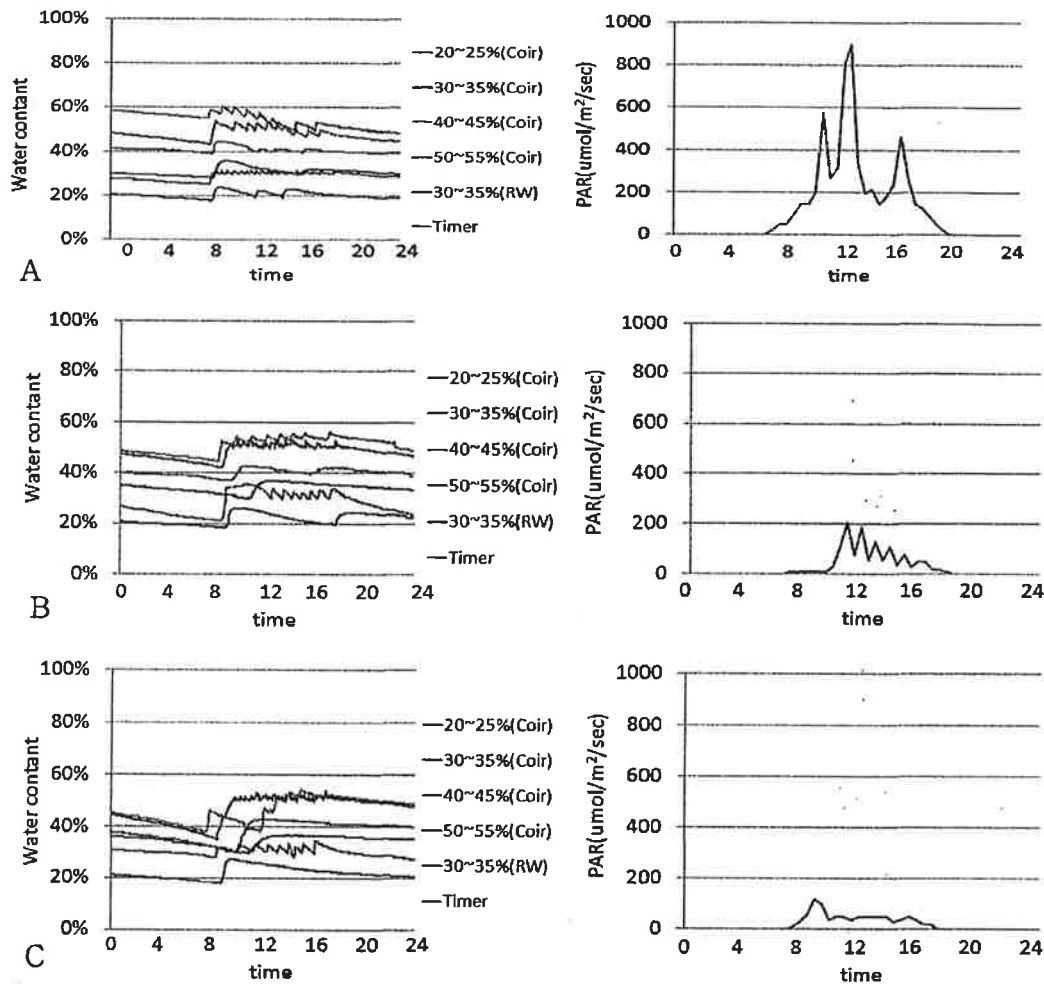 100%
80%
60%
40%
20%
0%
Water contant
0 4 8 12 16 20 24
time
20~25%(Coir)
30~35%(Coir)
40~45%(Coir)
50~55%(Coir)
30~35%(RW)
Timer
1000
800
600
400
200
0
PAR(umol/m²/sec)
0 4 8 12 16 20 24
time
A
100%
80%
60%
40%
20%
0%
Water contant
0 4 8 12 16 20 24
time
20~25%(Coir)
30~35%(Coir)
40~45%(Coir)
50~55%(Coir)
30~35%(RW)
Timer
1000
800
600
400
200
0
PAR(umol/m²/sec)
0 4 8 12 16 20 24
time
B
100%
80%
60%
40%
20%
0%
Water contant
0 4 8 12 16 20 24
time
20~25%(Coir)
30~35%(Coir)
40~45%(Coir)
50~55%(Coir)
30~35%(RW)
Timer
1000
800
600
400
200
0
PAR(umol/m²/sec)
0 4 8 12 16 20 24
time
C